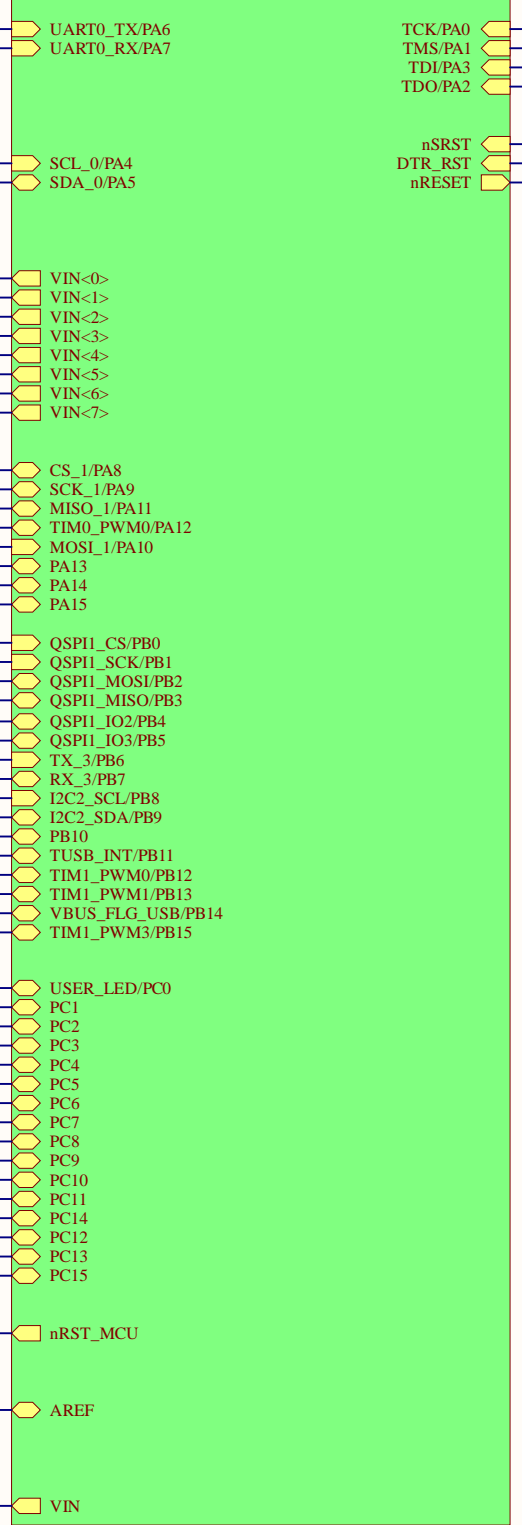 UART0_TX/PA6 TCK/PA0
UART0_RX/PA7 TMS/PA1
TDI/PA3
TDO/PA2
nSRST
SCL_0/PA4 DTR_RST
SDA_0/PA5 nRESET
VIN<0>
VIN<1>
VIN<2>
VIN<3>
VIN<4>
VIN<5>
VIN<6>
VIN<7>
CS_1/PA8
SCK_1/PA9
MISO_1/PA11
TIM0_PWM0/PA12
MOSI_1/PA10
PA13
PA14
PA15
QSPI1_CS/PB0
QSPI1_SCK/PB1
QSPI1_MOSI/PB2
QSPI1_MISO/PB3
QSPI1_IO2/PB4
QSPI1_IO3/PB5
TX_3/PB6
RX_3/PB7
I2C2_SCL/PB8
I2C2_SDA/PB9
PB10
TUSB_INT/PB11
TIM1_PWM0/PB12
TIM1_PWM1/PB13
VBUS_FLG_USB/PB14
TIM1_PWM3/PB15
USER_LED/PC0
PC1
PC2
PC3
PC4
PC5
PC6
PC7
PC8
PC9
PC10
PC11
PC14
PC12
PC13
PC15
nRST_MCU
AREF
VIN